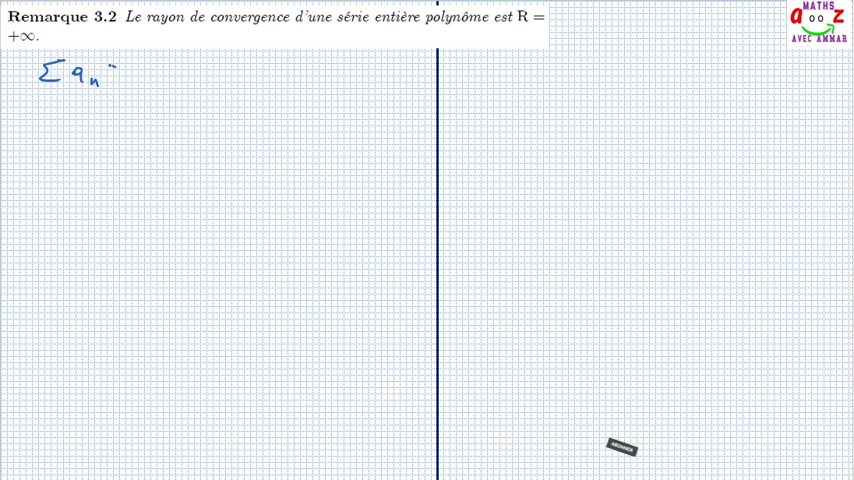 Remarque 3.2 Le rayon de convergence d'une série entière polynôme est R =
+∞.
MATHS
a o o z
AVEC AMMAR
∑ a_n